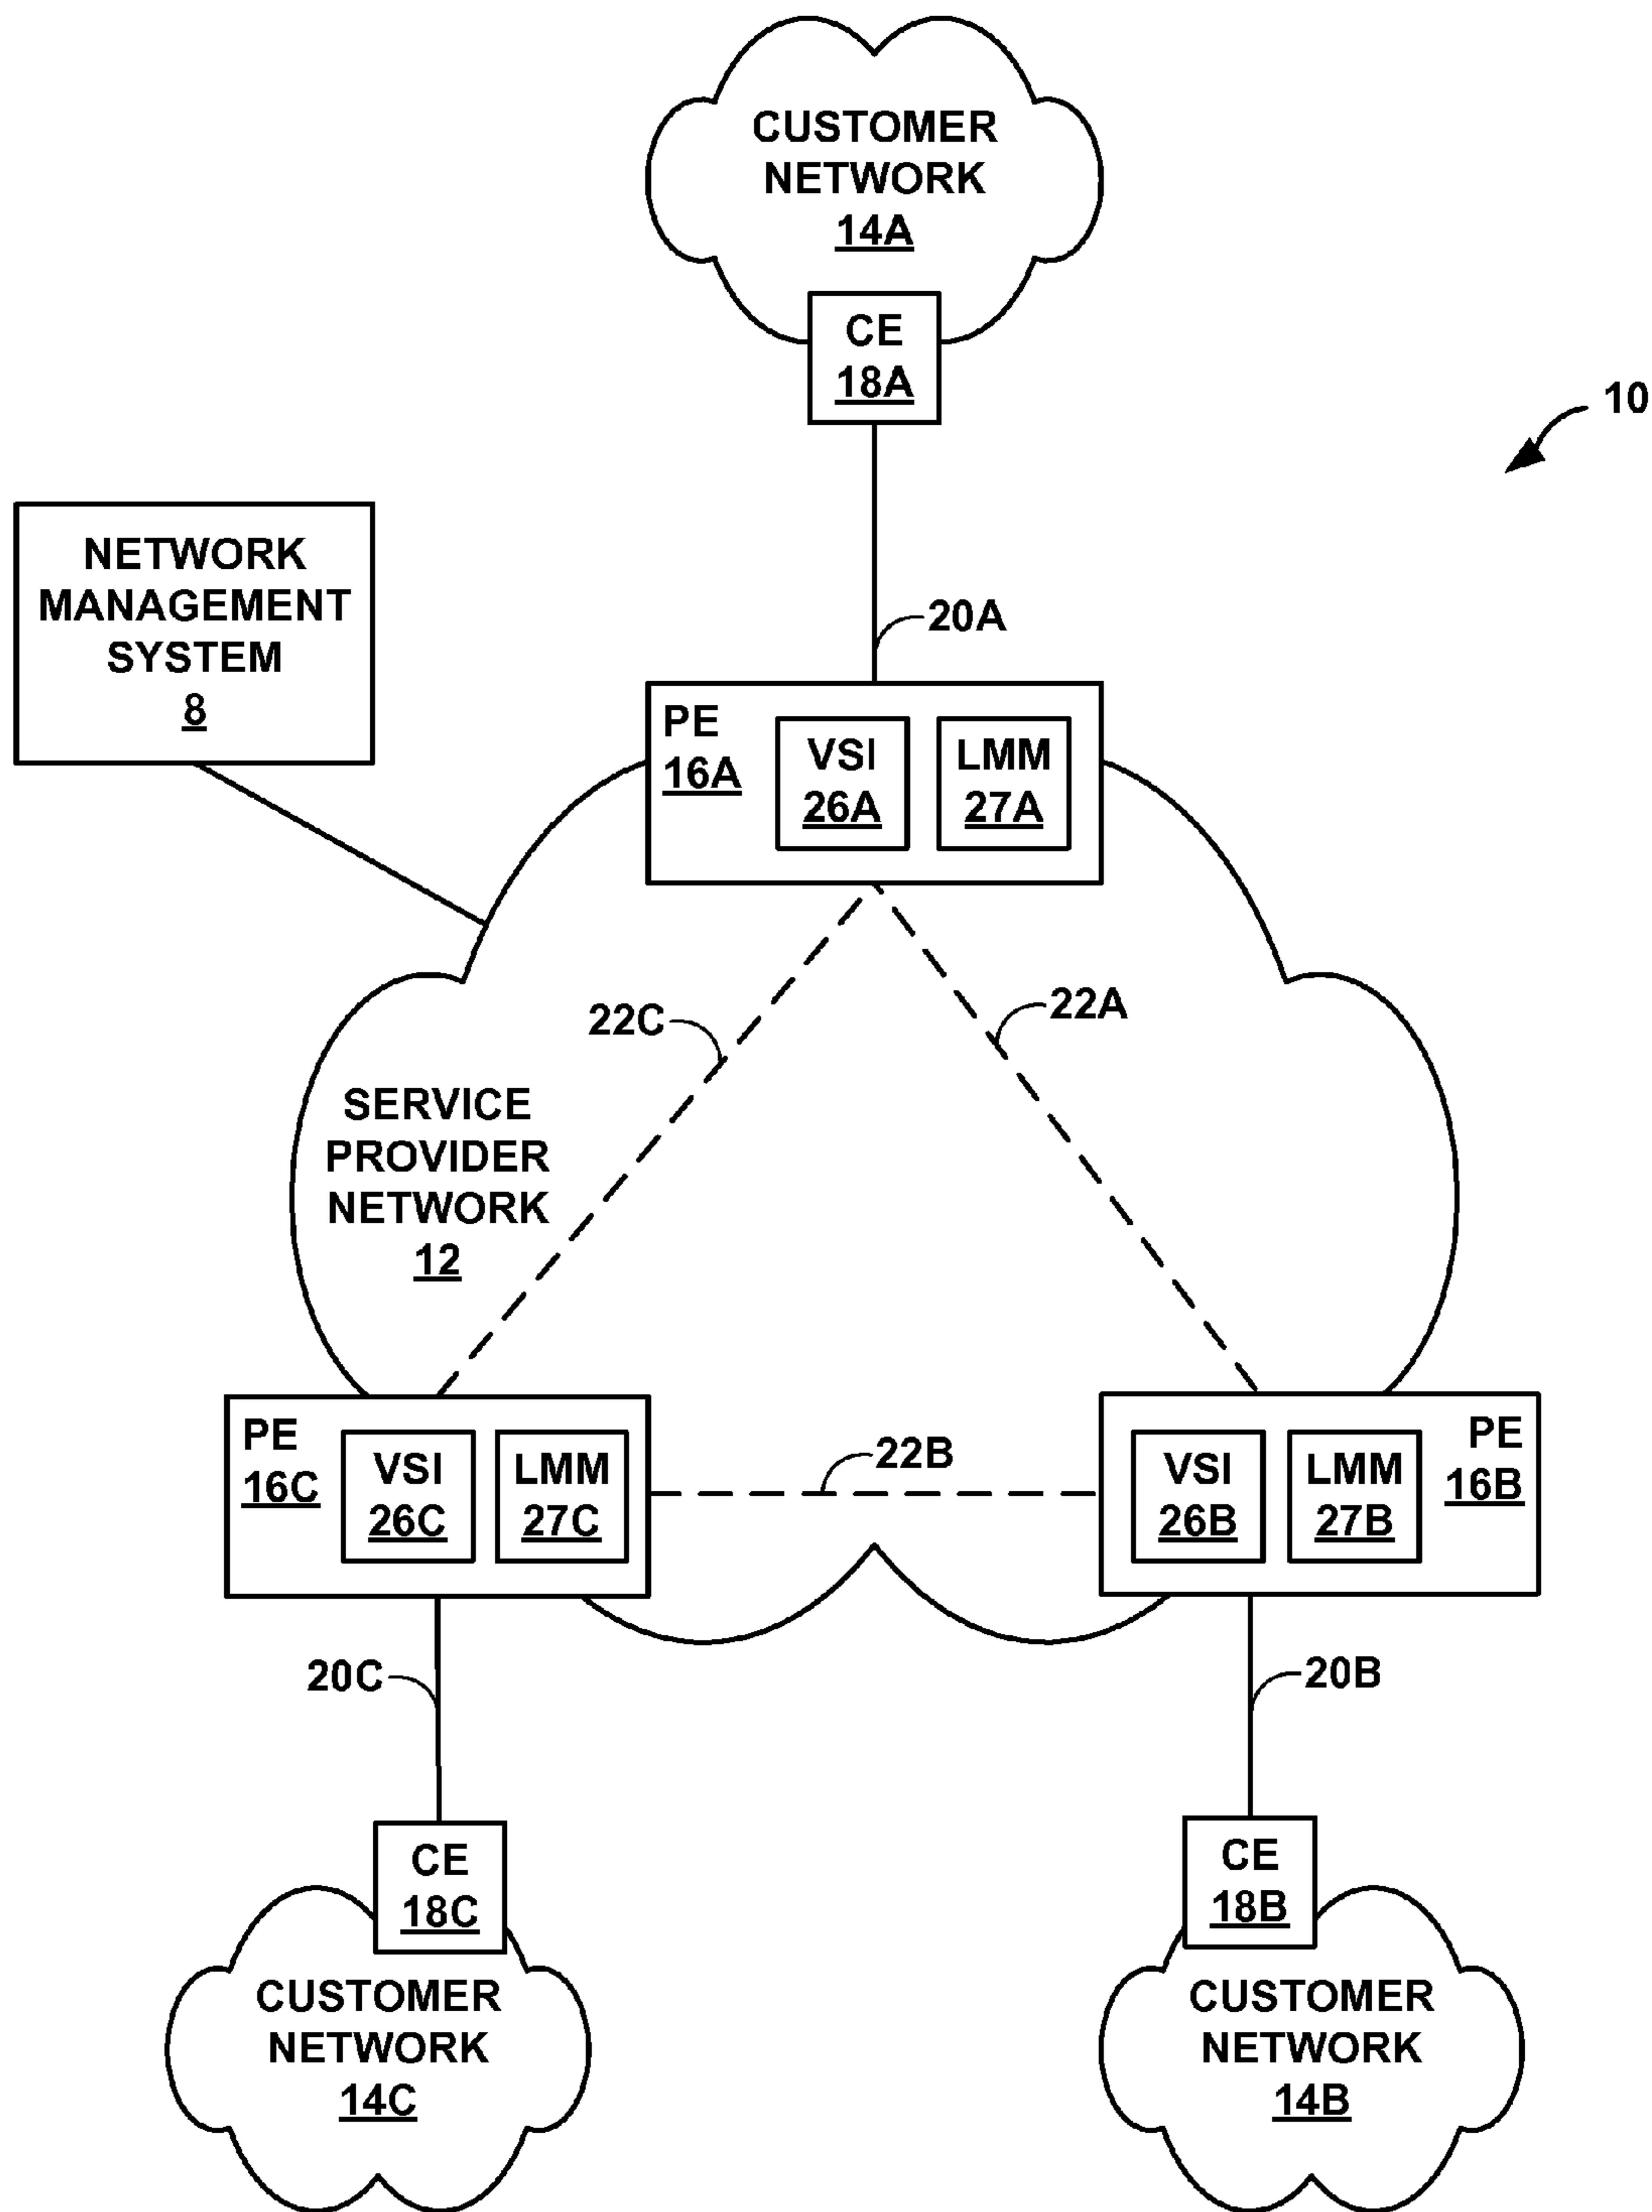 CUSTOMER
NETWORK
14A
CE
18A
10
NETWORK
MANAGEMENT
SYSTEM
8
20A
PE
16A
VSI
26A
LMM
27A
22C
22A
SERVICE
PROVIDER
NETWORK
12
PE
16C
VSI
26C
LMM
27C
22B
VSI
26B
LMM
27B
PE
16B
20C
20B
CE
18C
CE
18B
CUSTOMER
NETWORK
14C
CUSTOMER
NETWORK
14B